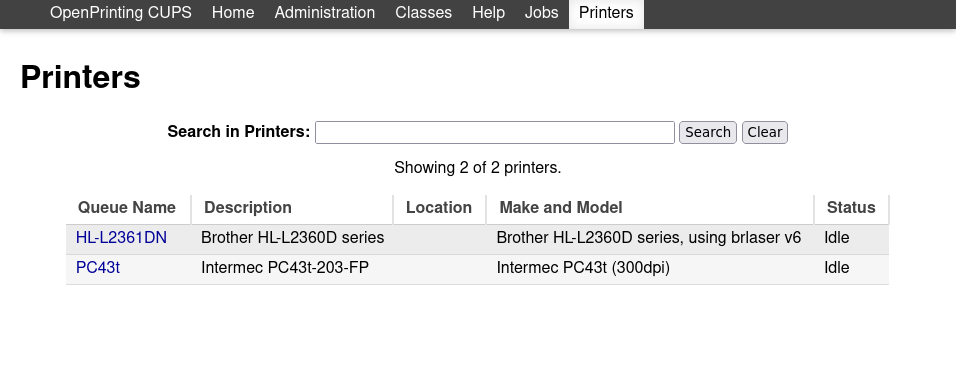 OpenPrinting CUPS Home Administration Classes Help Jobs Printers
Printers
Search in Printers: Search Clear
Showing 2 of 2 printers.
Queue Name Description Location Make and Model Status
HL-L2361DN Brother HL-L2360D series Brother HL-L2360D series, using brlaser v6 Idle
PC43t Intermec PC43t-203-FP Intermec PC43t (300dpi) Idle